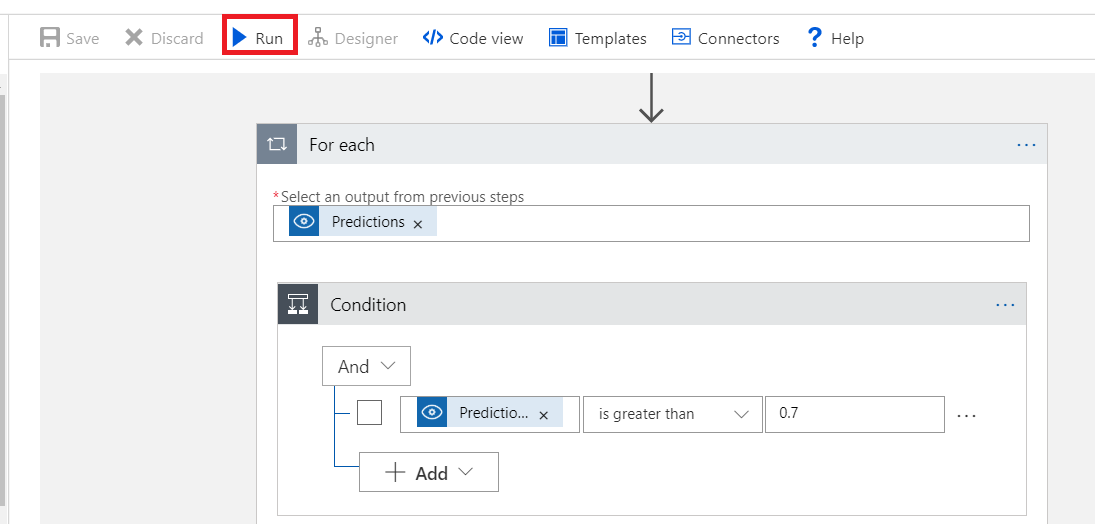 Save Discard Run Designer Code view Templates Connectors Help
For each ...
*Select an output from previous steps
Predictions ×
Condition ...
And
Predictio... × is greater than 0.7 ...
+ Add